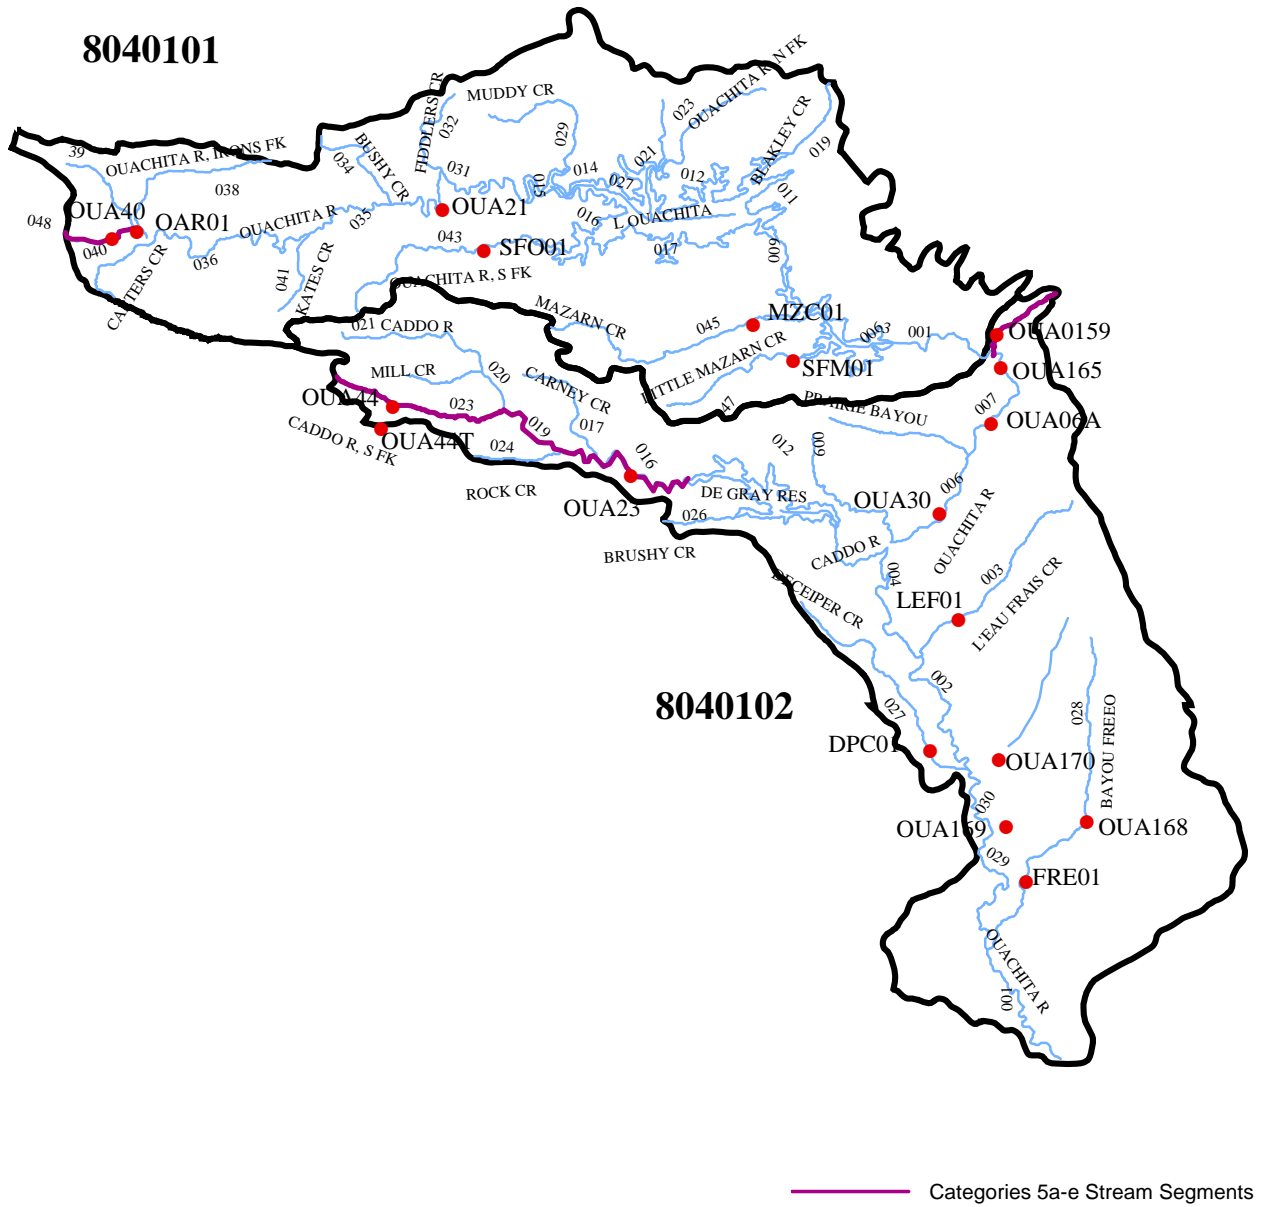 8040101
MUDDY CR
FIDDLERS CR
032
029
023
OUACHITA R, N FK
BLAKLEY CR
019
39
OUACHITA R, IRONS FK
038
034
BUSHY CR
031
014
015
027
021
012
011
048
OUA40
OAR01
OUACHITA R
035
OUA21
016
L OUACHITA
040
036
CARTERS CR
041
KATES CR
043
SFO01
OUACHITA R, S FK
017
009
021
CADDO R
MAZARN CR
045
MZC01
001
OUA0159
LITTLE MAZARN CR
SFM01
OUA165
47
MILL CR
020
CARNEY CR
OUA44
023
019
017
PRAIRIE BAYOU
007
OUA06A
CADDO R, S FK
OUA44T
024
016
012
009
ROCK CR
OUA23
DE GRAY RES
026
OUA30
006
OUACHITA R
BRUSHY CR
CADDO R
004
003
DECEIPER CR
LEF01
L'EAU FRAIS CR
002
8040102
027
028
BAYOU FREEO
DPC01
OUA170
030
OUA169
OUA168
029
FRE01
OUACHITA R
001
Categories 5a-e Stream Segments